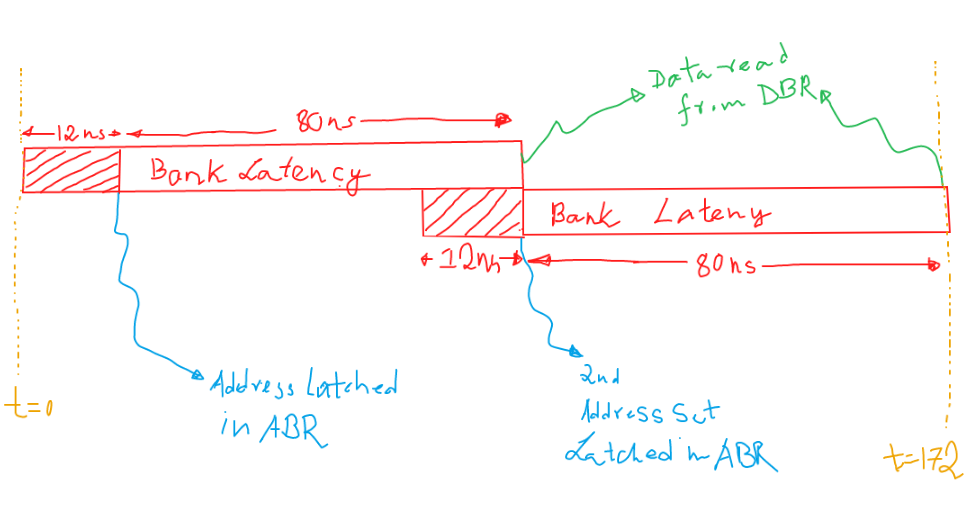 Data read
from DBR
12ns
80ns
Bank Latency
Bank Lateny
12ns
80ns
Address Latched
in ABR
2nd
Address Set
Latched in ABR
t=0
t=172